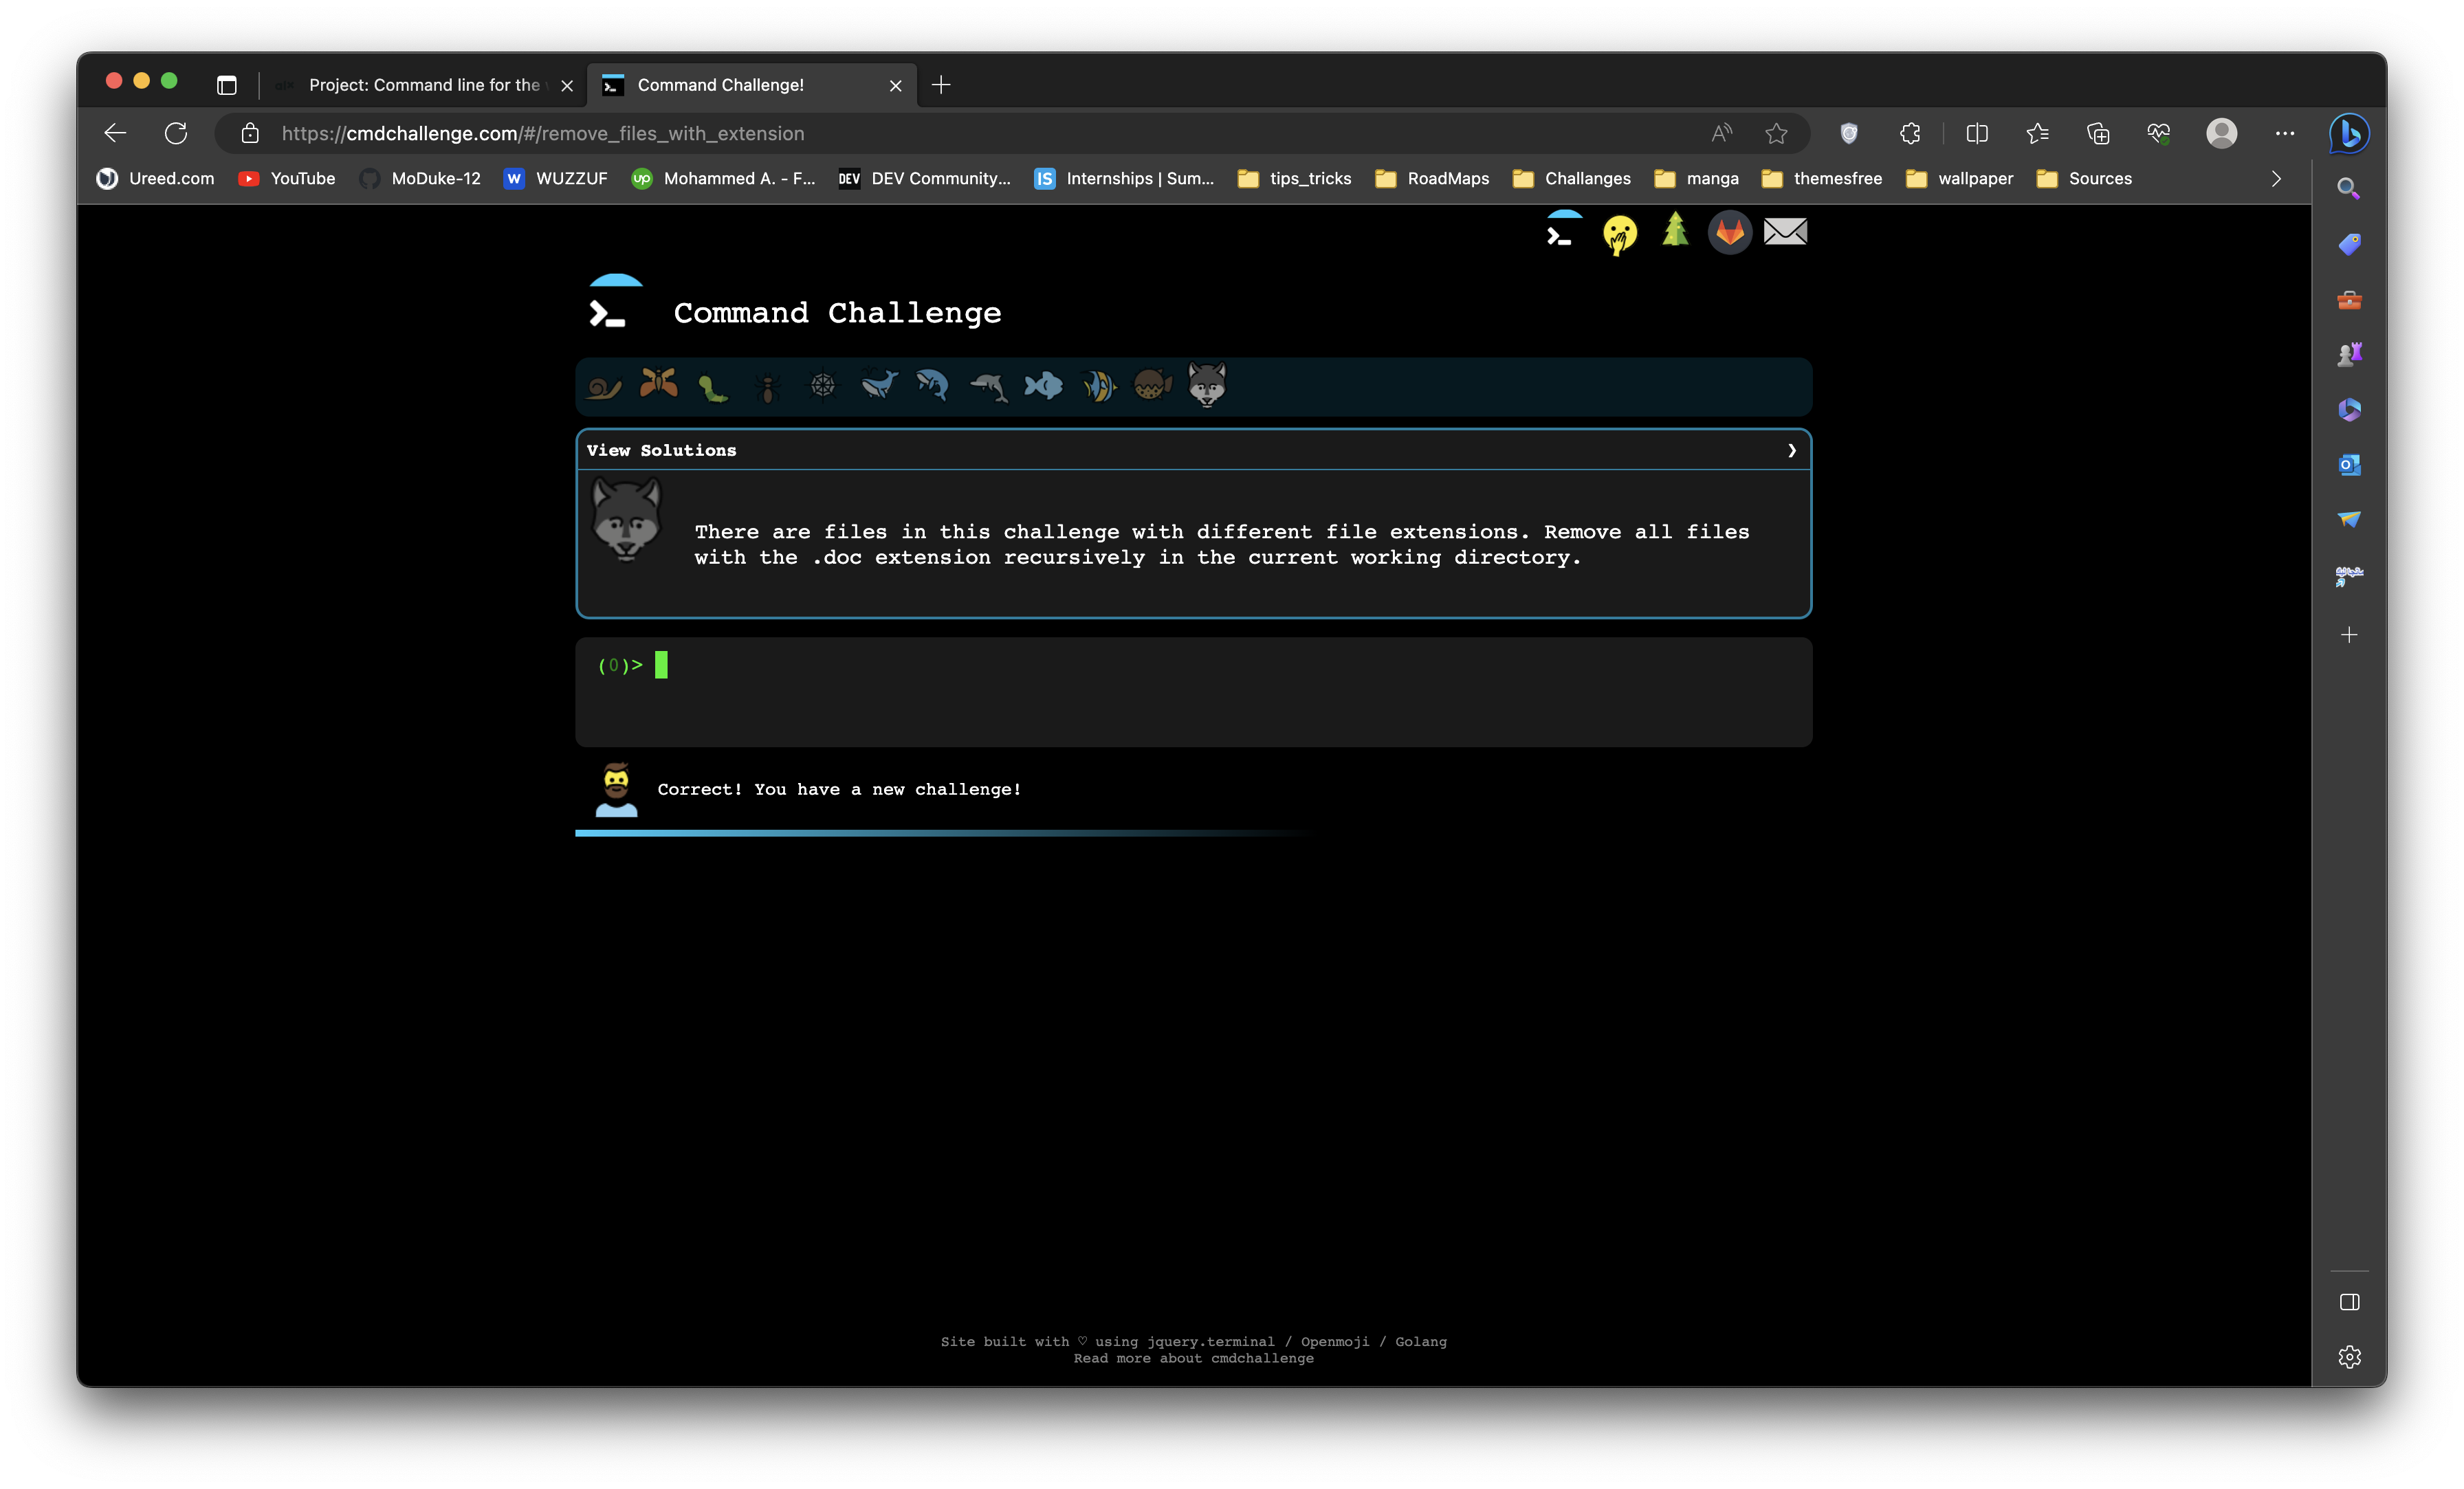 Project: Command line for the
Command Challenge!
https://cmdchallenge.com/#/remove_files_with_extension
Ureed.com YouTube MoDuke-12 W WUZZUF up Mohammed A. - F... DEV DEV Community... IS Internships | Sum... tips_tricks RoadMaps Challanges manga themesfree wallpaper Sources
Command Challenge
View Solutions
There are files in this challenge with different file extensions. Remove all files
with the .doc extension recursively in the current working directory.
(0)>
Correct! You have a new challenge!
Site built with ♡ using jquery.terminal / Openmoji / Golang
Read more about cmdchallenge